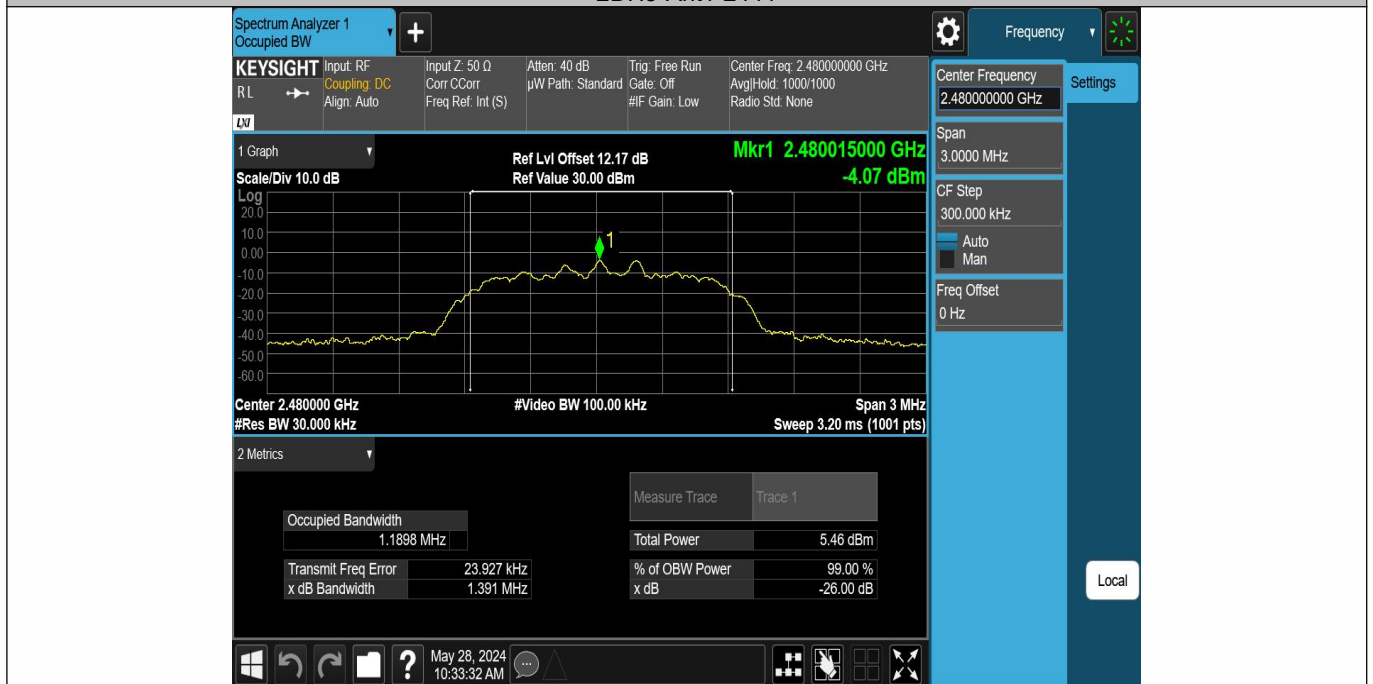 Spectrum Analyzer 1
Occupied BW
Frequency
KEYSIGHT
RL
LXI
Input: RF
Coupling: DC
Align: Auto
Input Z: 50 Ω
Corr CCorr
Freq Ref: Int (S)
Atten: 40 dB
µW Path: Standard
Trig: Free Run
Gate: Off
#IF Gain: Low
Center Freq: 2.480000000 GHz
Avg|Hold: 1000/1000
Radio Std: None
Center Frequency
2.480000000 GHz
Settings
Span
3.0000 MHz
CF Step
300.000 kHz
Auto
Man
Freq Offset
0 Hz
Local
1 Graph
Scale/Div 10.0 dB
Ref Lvl Offset 12.17 dB
Ref Value 30.00 dBm
Mkr1 2.480015000 GHz
-4.07 dBm
Log
20.0
10.0
0.00
-10.0
-20.0
-30.0
-40.0
-50.0
-60.0
1
Center 2.480000 GHz
#Video BW 100.00 kHz
Span 3 MHz
#Res BW 30.000 kHz
Sweep 3.20 ms (1001 pts)
2 Metrics
Measure Trace Trace 1
Occupied Bandwidth
1.1898 MHz
Total Power 5.46 dBm
Transmit Freq Error 23.927 kHz
% of OBW Power 99.00 %
x dB Bandwidth 1.391 MHz
x dB -26.00 dB
?
May 28, 2024
10:33:32 AM